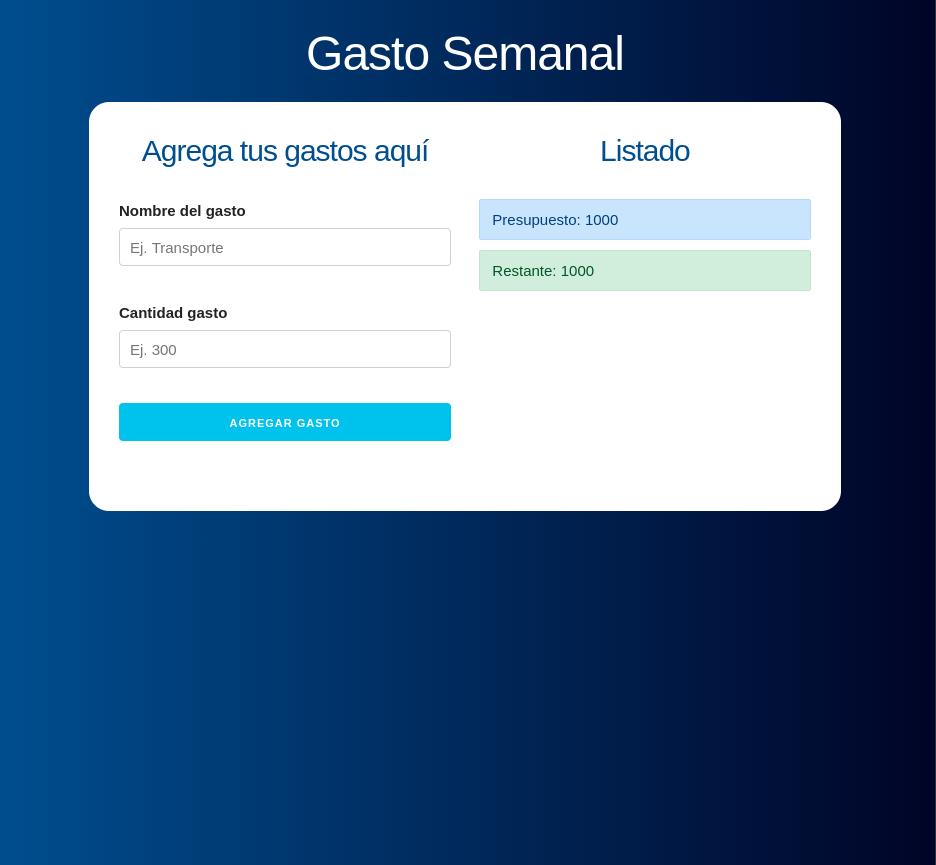 Gasto Semanal
Agrega tus gastos aquí
Nombre del gasto
Ej. Transporte
Cantidad gasto
Ej. 300
AGREGAR GASTO
Listado
Presupuesto: 1000
Restante: 1000